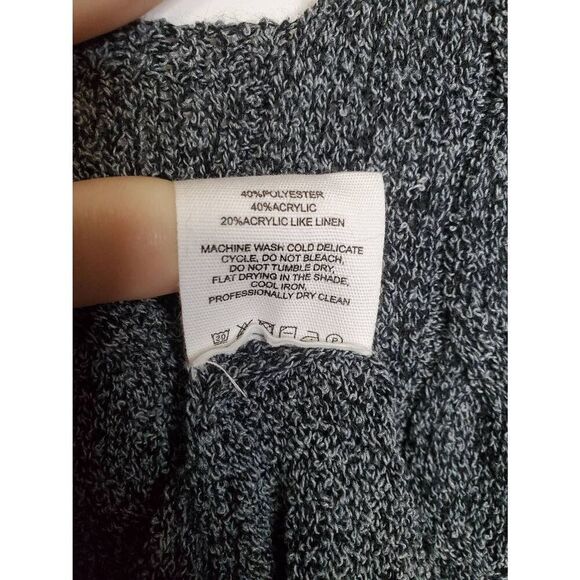 40%POLYESTER
40%ACRYLIC
20%ACRYLIC LIKE LINEN
MACHINE WASH COLD DELICATE
CYCLE, DO NOT BLEACH,
DO NOT TUMBLE DRY,
FLAT DRYING IN THE SHADE,
COOL IRON,
PROFESSIONALLY DRY CLEAN
30 P